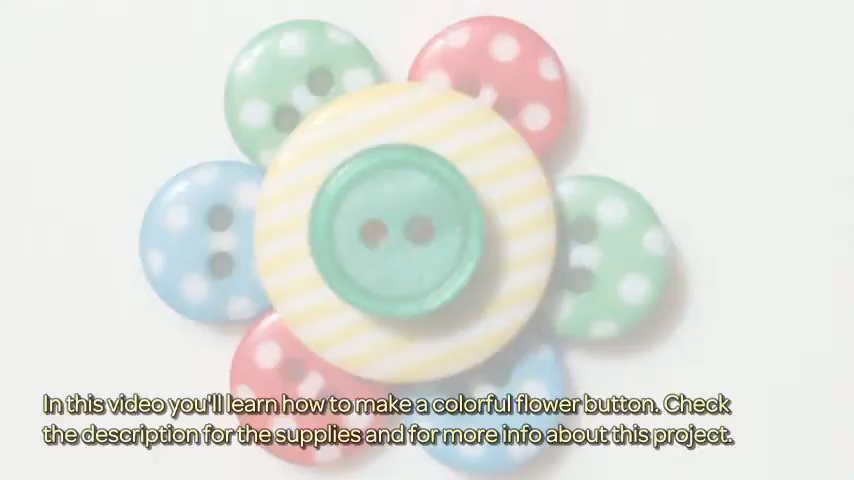 In this video you'll learn how to make a colorful flower button. Check
the description for the supplies and for more info about this project.